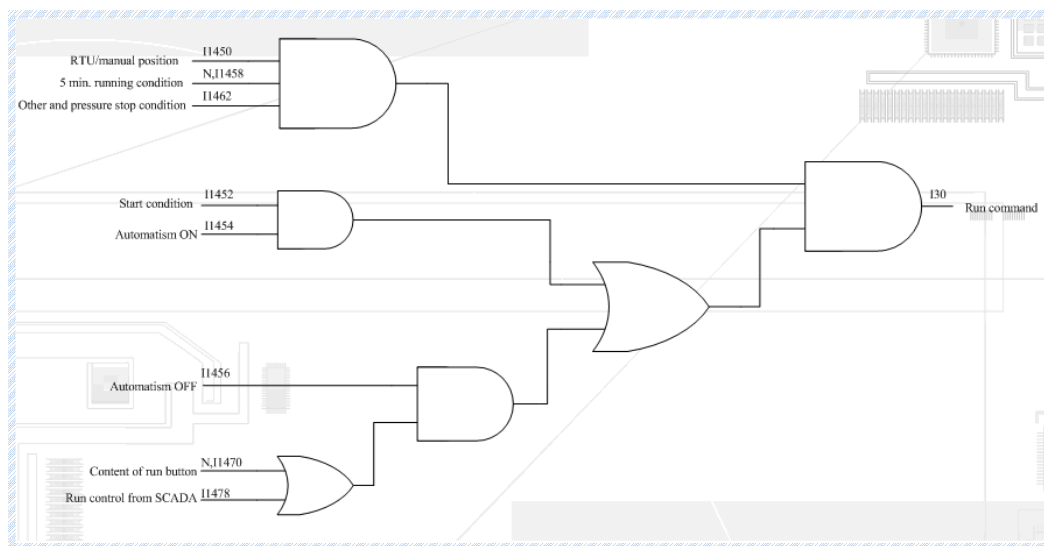 I1450
RTU/manual position
N,I1458
5 min. running condition
I1462
Other and pressure stop condition
I1452
Start condition
I1454
Automatism ON
I30
Run command
I1456
Automatism OFF
N,I1470
Content of run button
I1478
Run control from SCADA